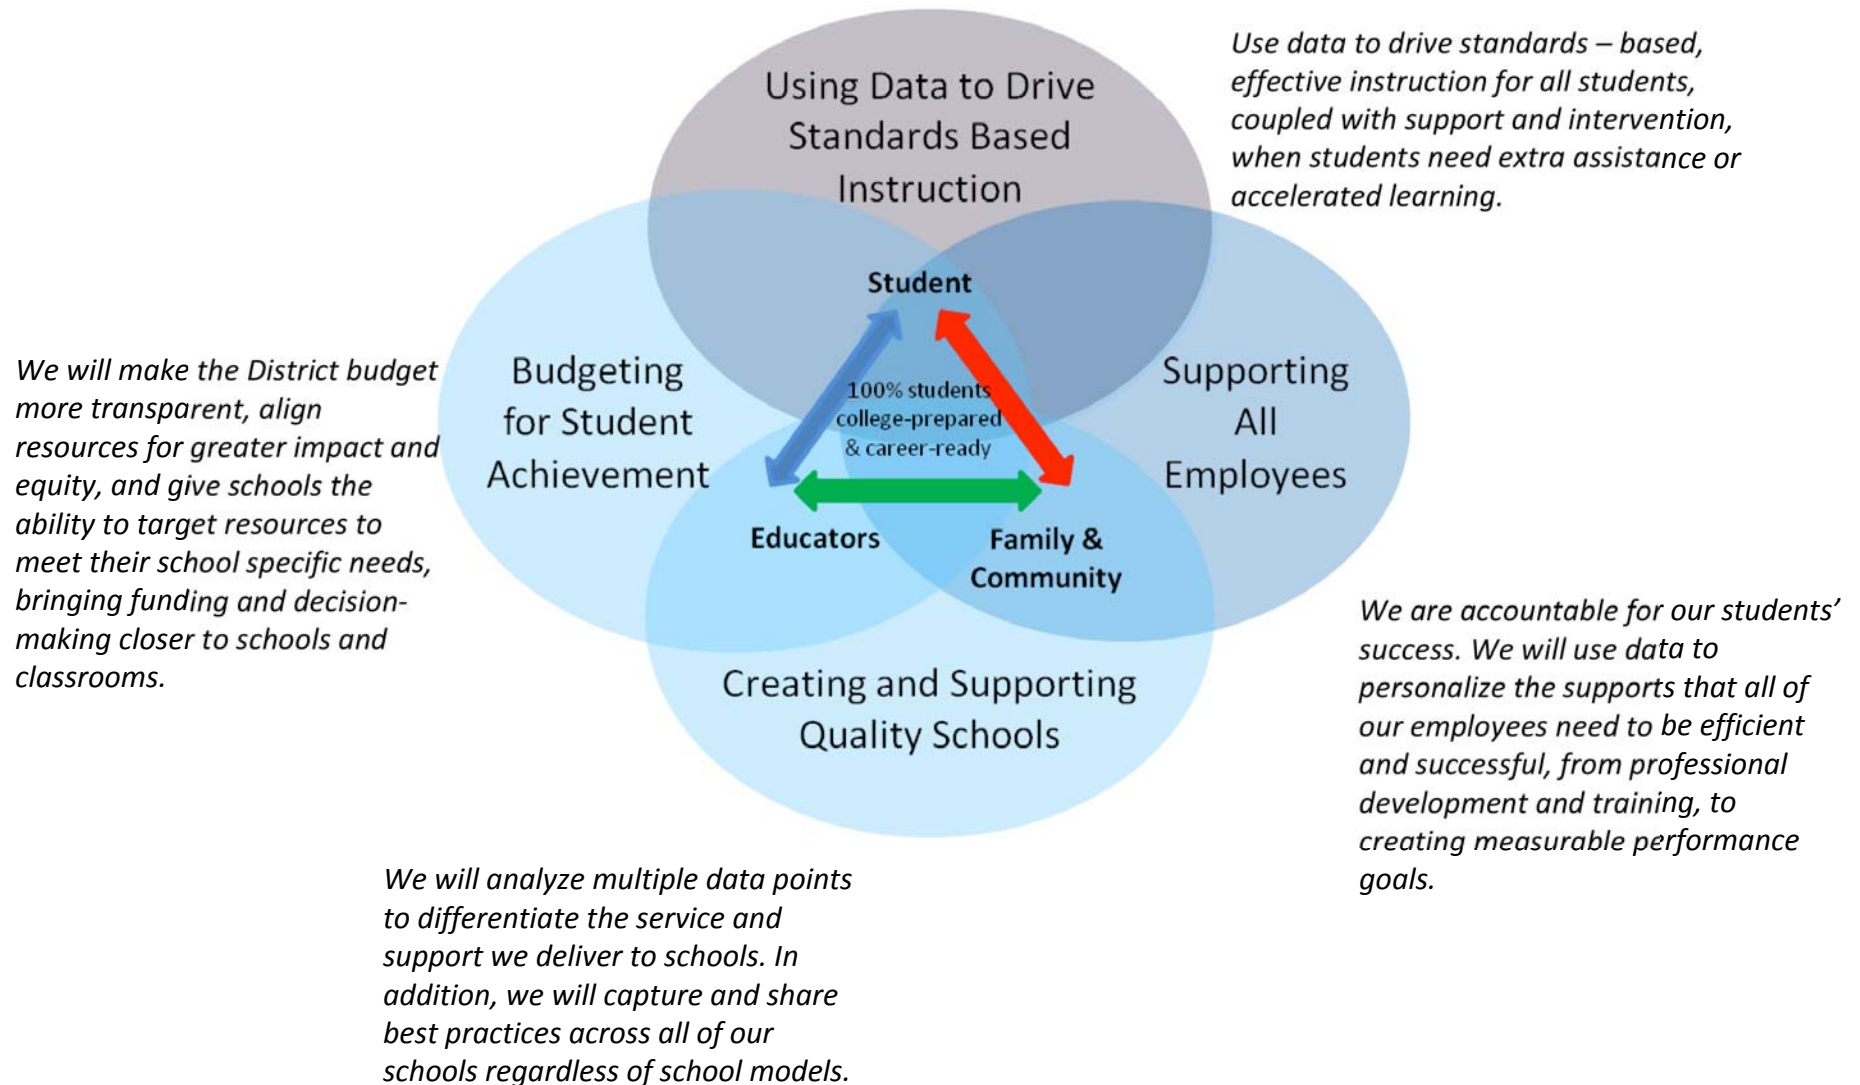 Using Data to Drive
Standards Based
Instruction
Use data to drive standards – based,
effective instruction for all students,
coupled with support and intervention,
when students need extra assistance or
accelerated learning.
Student
We will make the District budget
more transparent, align
resources for greater impact and
equity, and give schools the
ability to target resources to
meet their school specific needs,
bringing funding and decision-
making closer to schools and
classrooms.
Budgeting
for Student
Achievement
100% students
college-prepared
& career-ready
Supporting
All
Employees
Educators
Family &
Community
We are accountable for our students’
success. We will use data to
personalize the supports that all of
our employees need to be efficient
and successful, from professional
development and training, to
creating measurable performance
goals.
Creating and Supporting
Quality Schools
We will analyze multiple data points
to differentiate the service and
support we deliver to schools. In
addition, we will capture and share
best practices across all of our
schools regardless of school models.